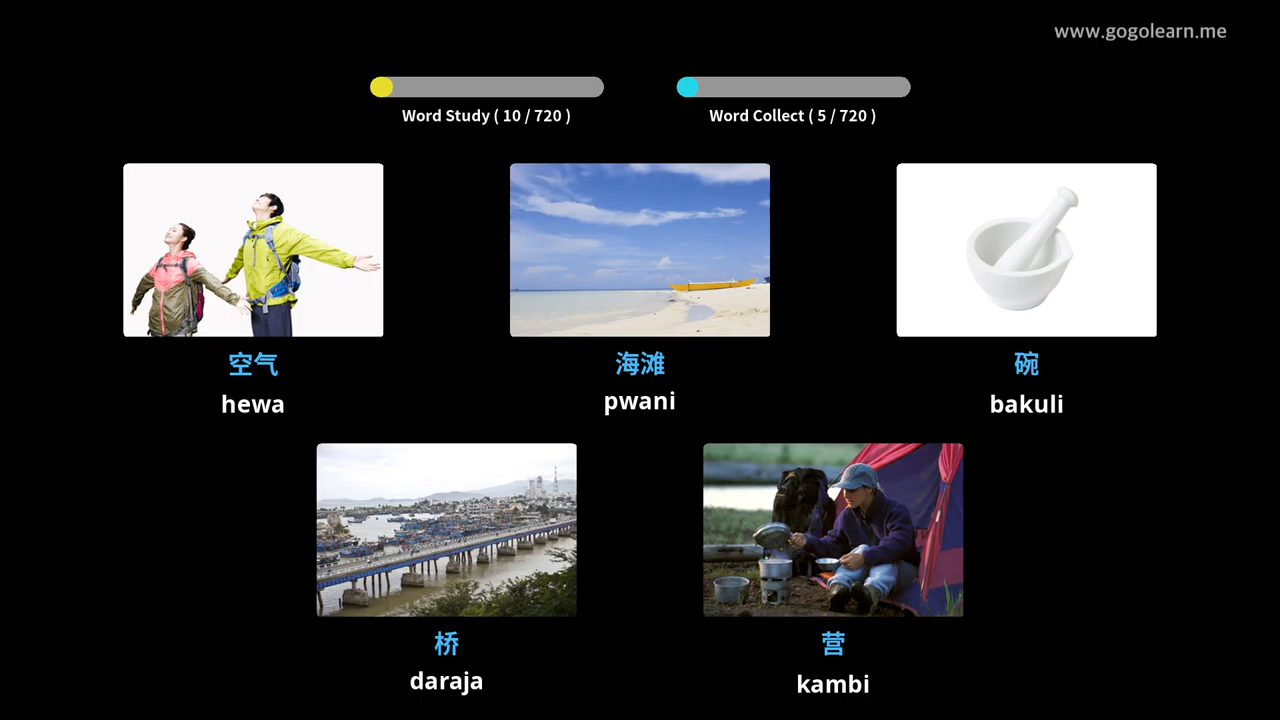 www.gogolearn.me
Word Study ( 10 / 720 )
Word Collect ( 5 / 720 )
空气
hewa
海滩
pwani
碗
bakuli
桥
daraja
营
kambi